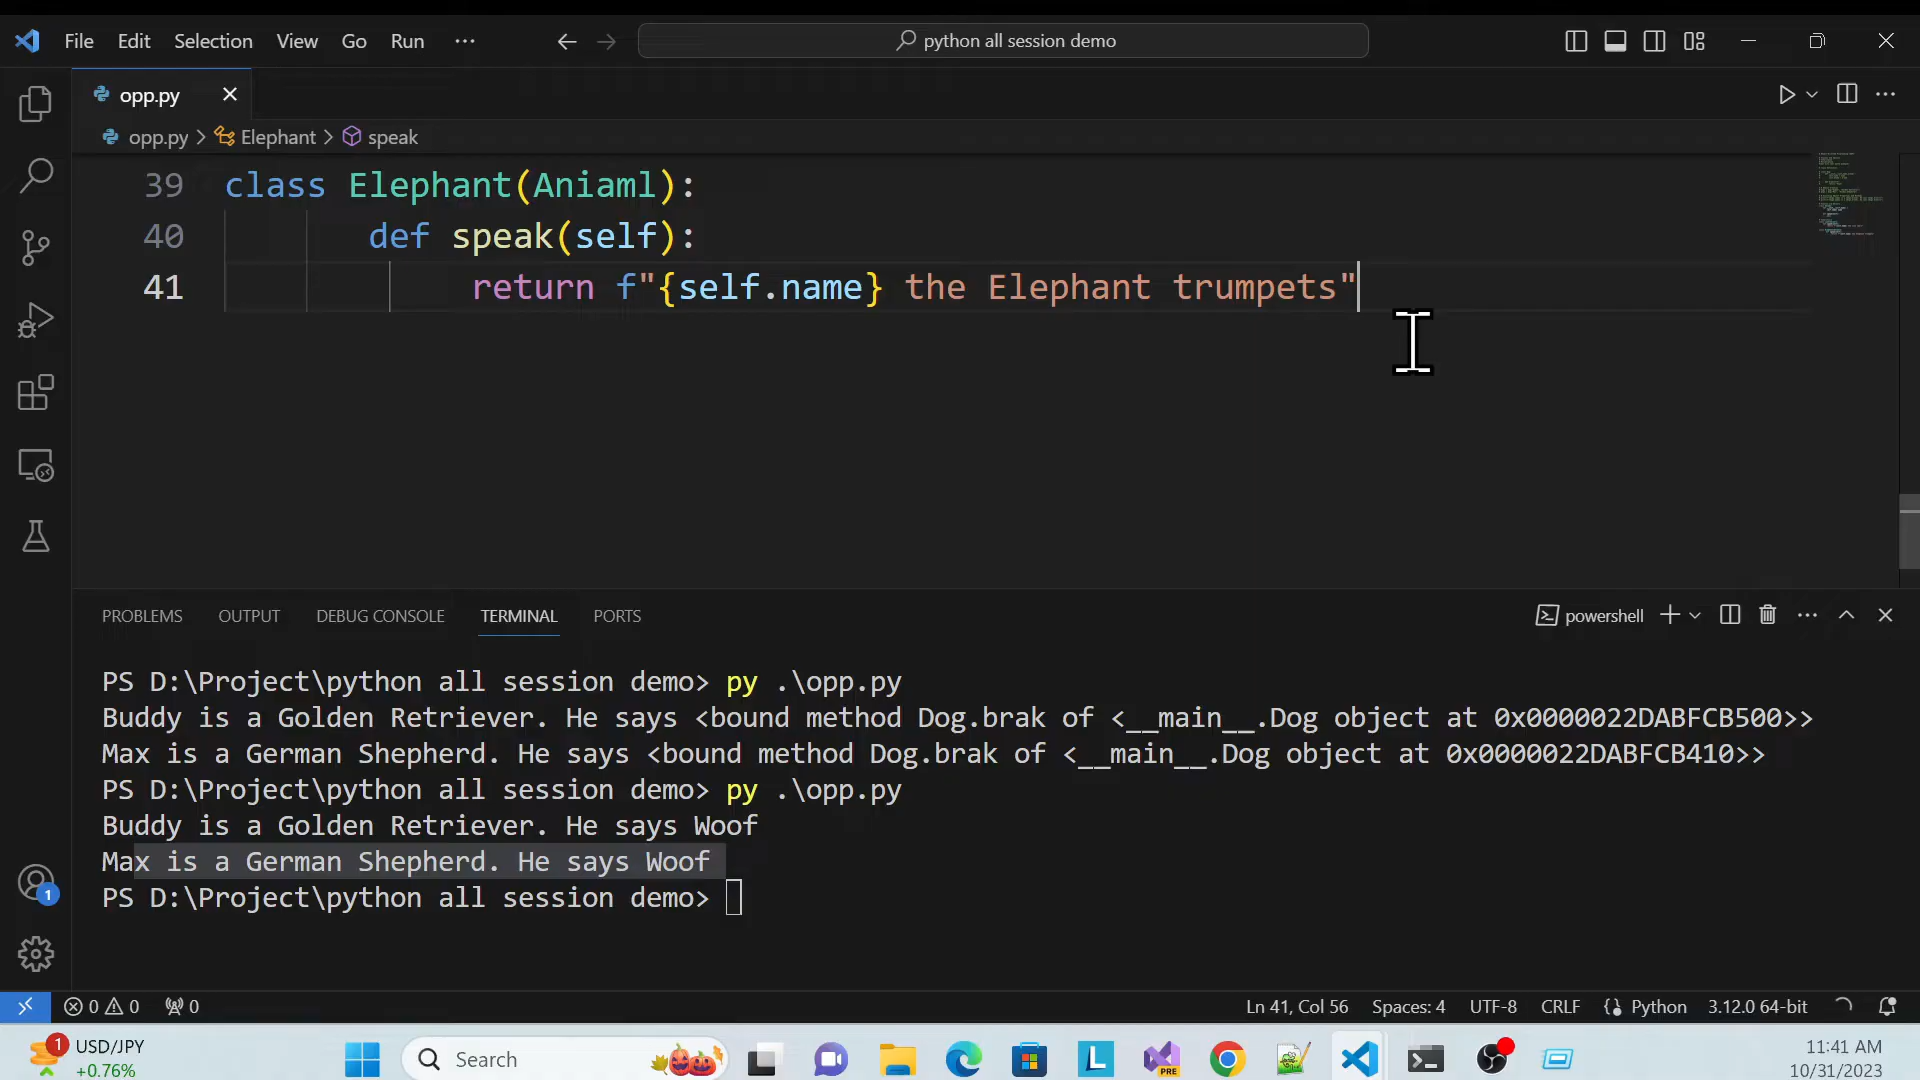 File Edit Selection View Go Run ··· python all session demo
opp.py
opp.py > Elephant > speak
39 class Elephant(Aniaml):
40 def speak(self):
41 return f"{self.name} the Elephant trumpets"
PROBLEMS OUTPUT DEBUG CONSOLE TERMINAL PORTS powershell
PS D:\Project\python all session demo> py .\opp.py
Buddy is a Golden Retriever. He says <bound method Dog.brak of <__main__.Dog object at 0x0000022DABFCB500>>
Max is a German Shepherd. He says <bound method Dog.brak of <__main__.Dog object at 0x0000022DABFCB410>>
PS D:\Project\python all session demo> py .\opp.py
Buddy is a Golden Retriever. He says Woof
Max is a German Shepherd. He says Woof
PS D:\Project\python all session demo>
1
0 0 0 Ln 41, Col 56 Spaces: 4 UTF-8 CRLF Python 3.12.0 64-bit
1 USD/JPY
+0.76%
Search
L
PRE
11:41 AM
10/31/2023